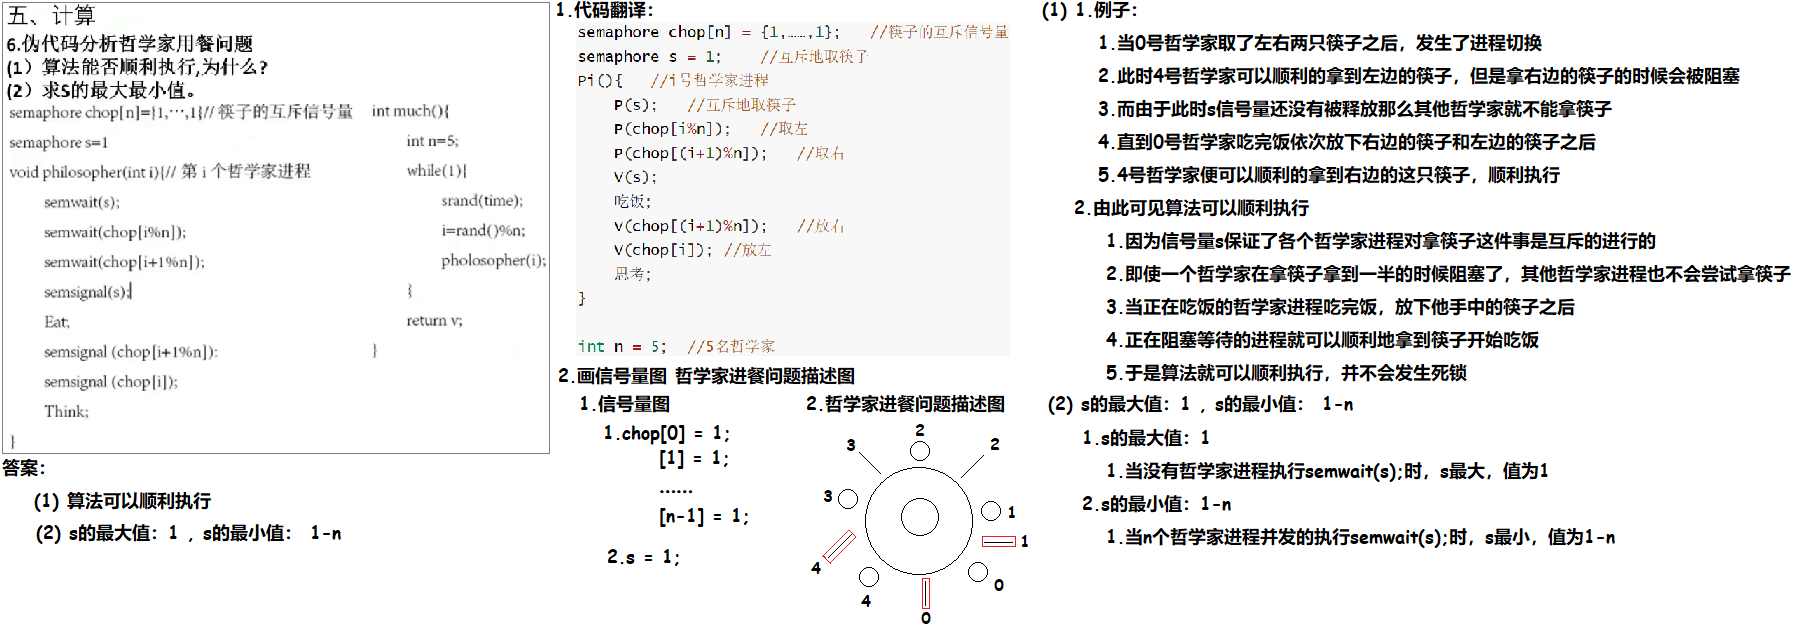 五、计算
6.伪代码分析哲学家用餐问题
(1）算法能否顺利执行,为什么?
(2）求S的最大最小值。
semaphore chop[n]={1,···,1}// 筷子的互斥信号量
semaphore s=1
void philosopher(int i){// 第 i 个哲学家进程
semwait(s);
semwait(chop[i%n]);
semwait(chop[i+1%n]);
semsignal(s);
Eat;
semsignal (chop[i+1%n]):
semsignal (chop[i]);
Think;
}
int much(){
int n=5;
while(1){
srand(time);
i=rand()%n;
pholosopher(i);
{
return v;
}
答案：
(1) 算法可以顺利执行
(2) s的最大值：1 ，s的最小值： 1-n
1.代码翻译：
semaphore chop[n] = {1,……,1}; //筷子的互斥信号量
semaphore s = 1; //互斥地取筷子
Pi(){ //i号哲学家进程
P(s); //互斥地取筷子
P(chop[i%n]); //取左
P(chop[(i+1)%n]); //取右
V(s);
吃饭;
V(chop[(i+1)%n]); //放右
V(chop[i]); //放左
思考;
}
int n = 5; //5名哲学家
2.画信号量图 哲学家进餐问题描述图
1.信号量图
1.chop[0] = 1;
[1] = 1;
......
[n-1] = 1;
2.s = 1;
2.哲学家进餐问题描述图
2
3
2
3
1
1
4
4
0
0
(1) 1.例子：
1.当0号哲学家取了左右两只筷子之后，发生了进程切换
2.此时4号哲学家可以顺利的拿到左边的筷子，但是拿右边的筷子的时候会被阻塞
3.而由于此时s信号量还没有被释放那么其他哲学家就不能拿筷子
4.直到0号哲学家吃完饭依次放下右边的筷子和左边的筷子之后
5.4号哲学家便可以顺利的拿到右边的这只筷子，顺利执行
2.由此可见算法可以顺利执行
1.因为信号量s保证了各个哲学家进程对拿筷子这件事是互斥的进行的
2.即使一个哲学家在拿筷子拿到一半的时候阻塞了，其他哲学家进程也不会尝试拿筷子
3.当正在吃饭的哲学家进程吃完饭，放下他手中的筷子之后
4.正在阻塞等待的进程就可以顺利地拿到筷子开始吃饭
5.于是算法就可以顺利执行，并不会发生死锁
(2) s的最大值：1 ，s的最小值： 1-n
1.s的最大值：1
1.当没有哲学家进程执行semwait(s);时，s最大，值为1
2.s的最小值：1-n
1.当n个哲学家进程并发的执行semwait(s);时，s最小，值为1-n